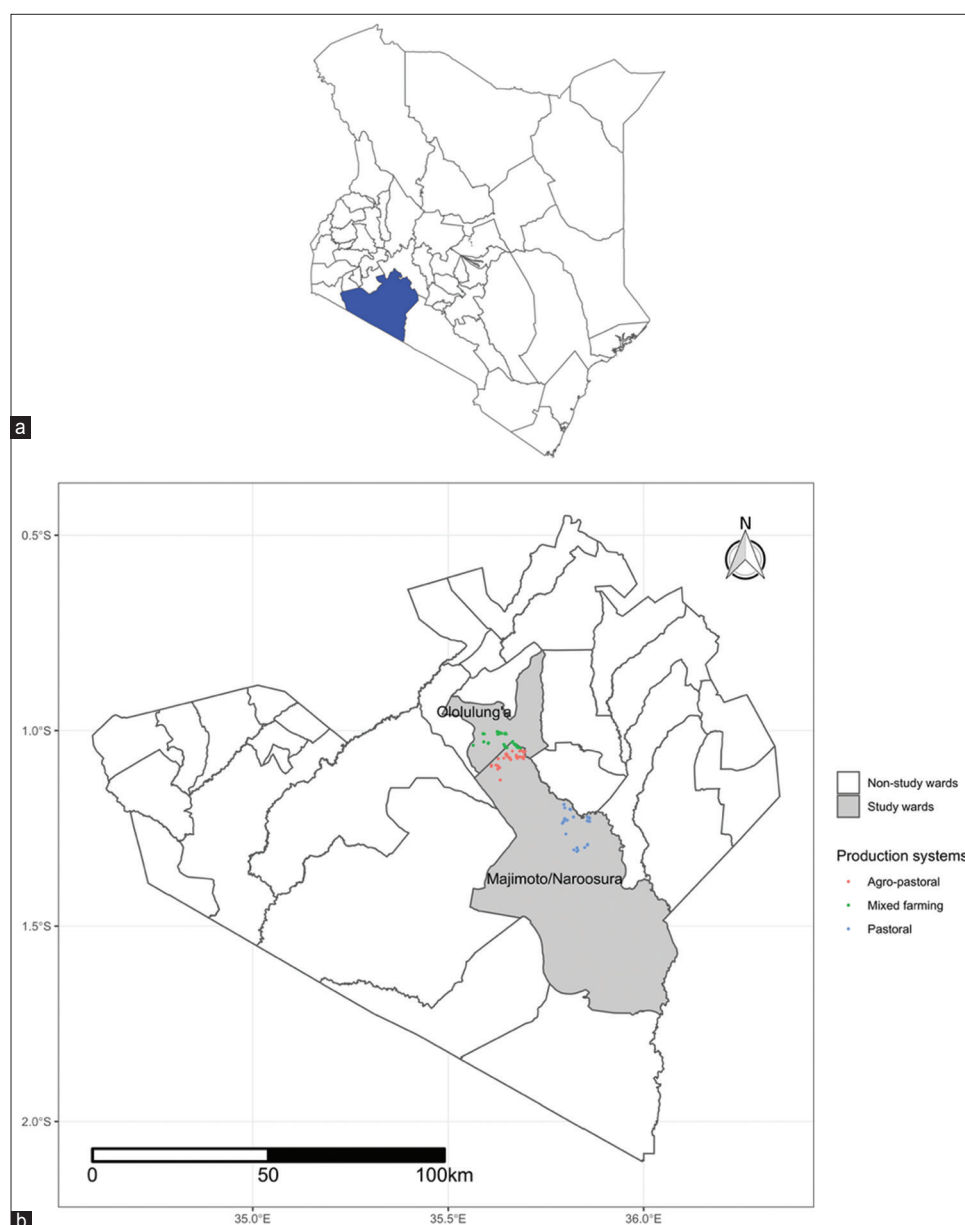 a
N
0.5°S
Ololulung'a
1.0°S
Non-study wards
Study wards
Production systems
Agro-pastoral
Mixed farming
Pastoral
Majimoto/Naroosura
1.5°S
2.0°S
0 50 100km
b
35.0°E 35.5°E 36.0°E